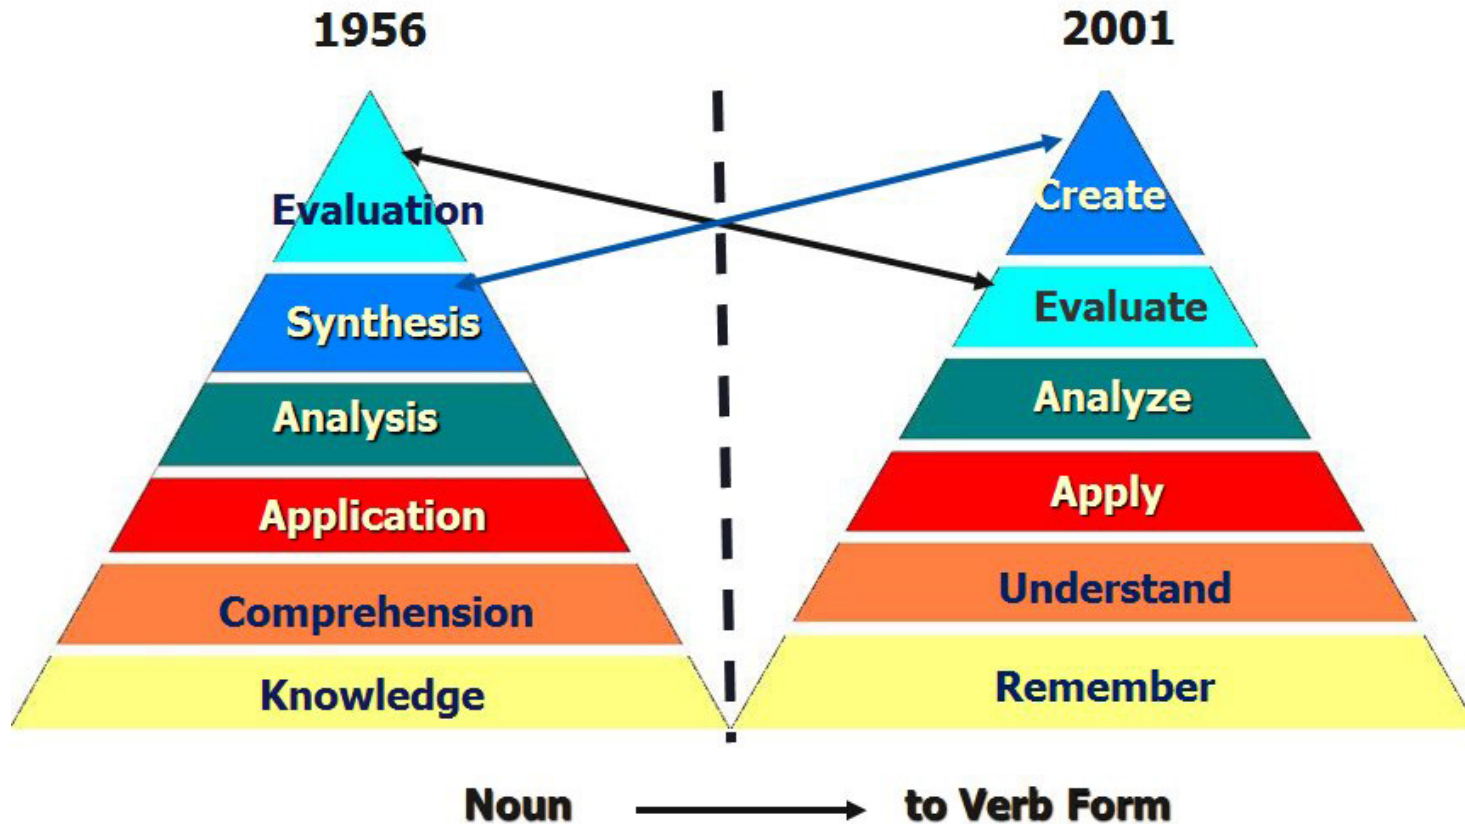 1956
Evaluation
Synthesis
Analysis
Application
Comprehension
Knowledge
2001
Create
Evaluate
Analyze
Apply
Understand
Remember
Noun to Verb Form